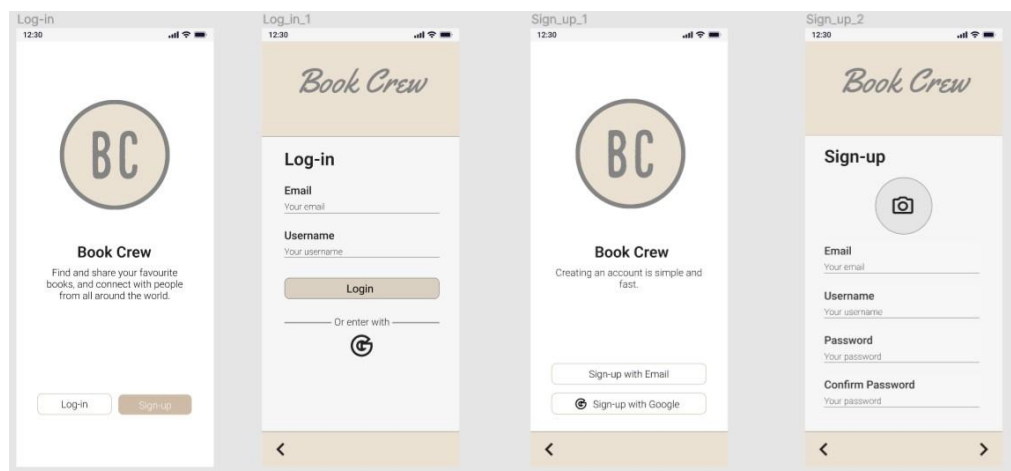 Log-in
12:30
BC
Book Crew
Find and share your favourite
books, and connect with people
from all around the world.
Log-in
Sign-up
Log_in_1
12:30
Book Crew
Log-in
Email
Your email
Username
Your username
Login
Or enter with
G
Sign_up_1
12:30
BC
Book Crew
Creating an account is simple and
fast.
Sign-up with Email
G Sign-up with Google
Sign_up_2
12:30
Book Crew
Sign-up
Email
Your email
Username
Your username
Password
Your password
Confirm Password
Your password